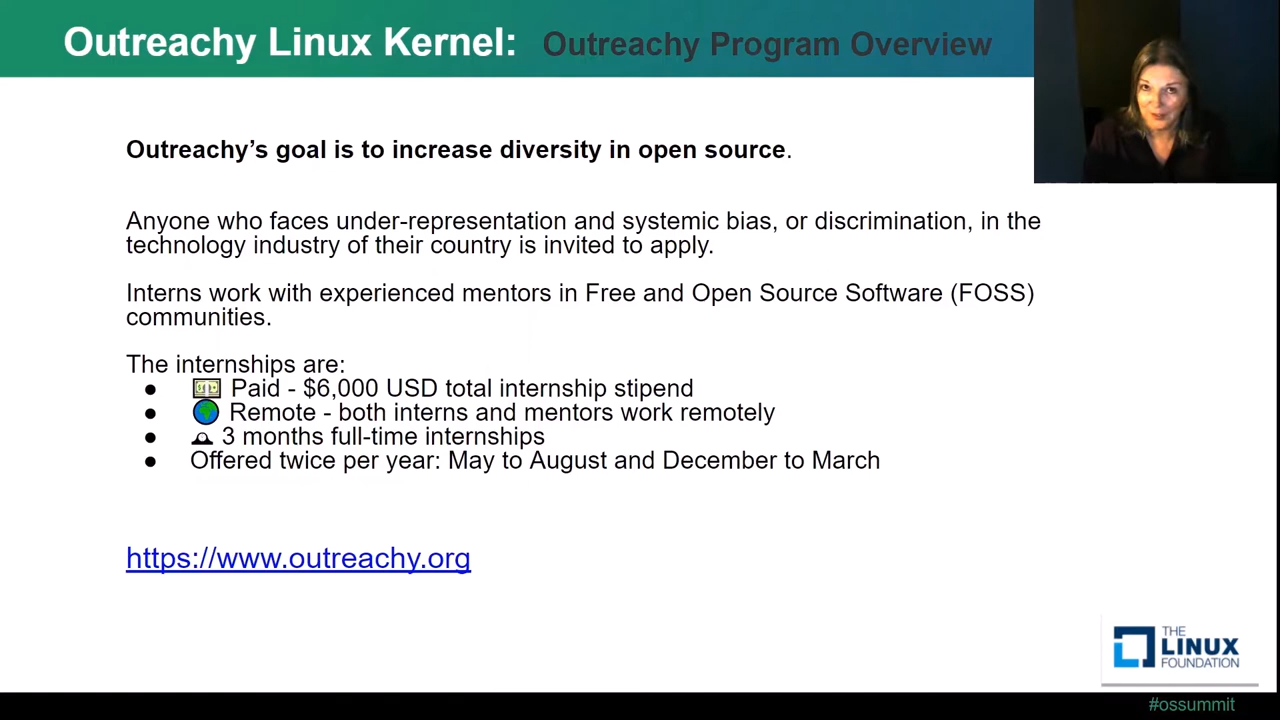 Outreachy Linux Kernel: Outreachy Program Overview
Outreachy’s goal is to increase diversity in open source.
Anyone who faces under-representation and systemic bias, or discrimination, in the
technology industry of their country is invited to apply.
Interns work with experienced mentors in Free and Open Source Software (FOSS)
communities.
The internships are:
● 💵 Paid - $6,000 USD total internship stipend
● 🌍 Remote - both interns and mentors work remotely
● 🕰 3 months full-time internships
● Offered twice per year: May to August and December to March
https://www.outreachy.org
THE
LINUX
FOUNDATION
#ossummit